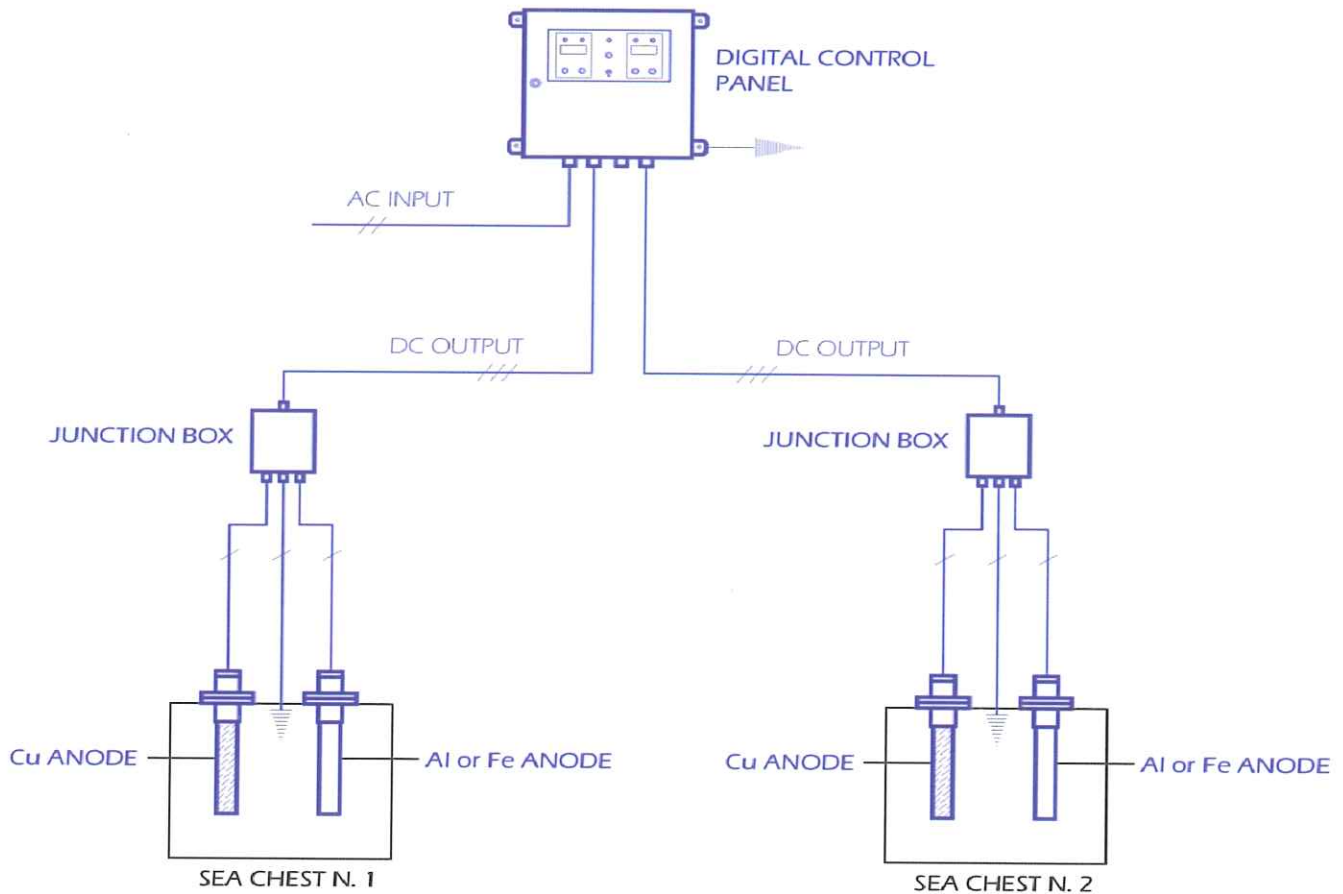 DIGITAL CONTROL
PANEL
AC INPUT
DC OUTPUT
DC OUTPUT
JUNCTION BOX
JUNCTION BOX
Cu ANODE
Al or Fe ANODE
Cu ANODE
Al or Fe ANODE
SEA CHEST N. 1
SEA CHEST N. 2